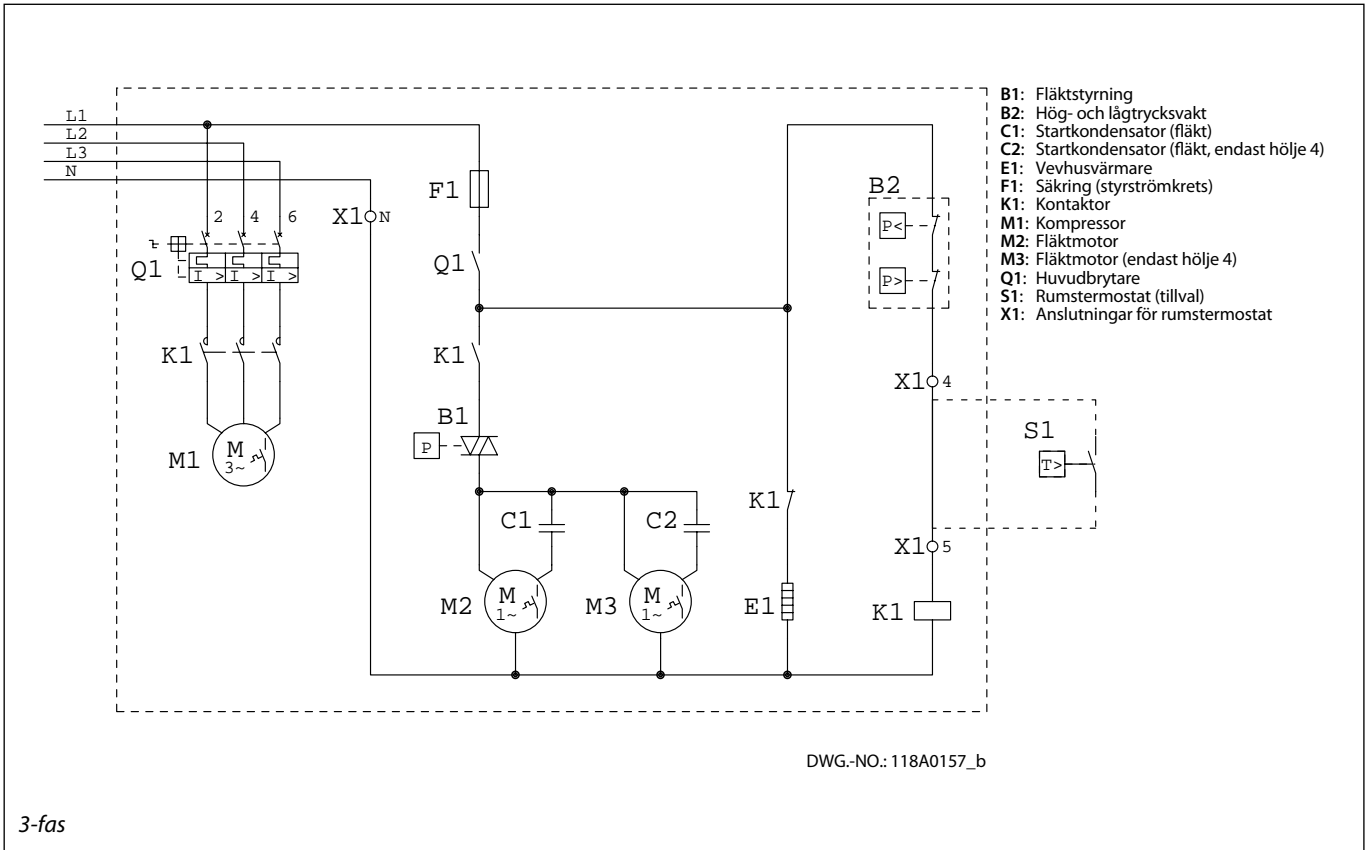 L1
L2
L3
N
2 4 6
Q1
I > I > I >
K1
M1
M
3~
X1 N
F1
Q1
K1
B1
P
C1
C2
M2
M
1~
M3
M
1~
K1
E1
B2
P<
P>
X1 4
S1
T>
X1 5
K1
B1: Fläktstyrning
B2: Hög- och lågtrycksvakt
C1: Startkondensator (fläkt)
C2: Startkondensator (fläkt, endast hölje 4)
E1: Vevhusvärmare
F1: Säkring (styrströmkrets)
K1: Kontaktor
M1: Kompressor
M2: Fläktmotor
M3: Fläktmotor (endast hölje 4)
Q1: Huvudbrytare
S1: Rumstermostat (tillval)
X1: Anslutningar för rumstermostat
DWG.-NO.: 118A0157_b
3-fas